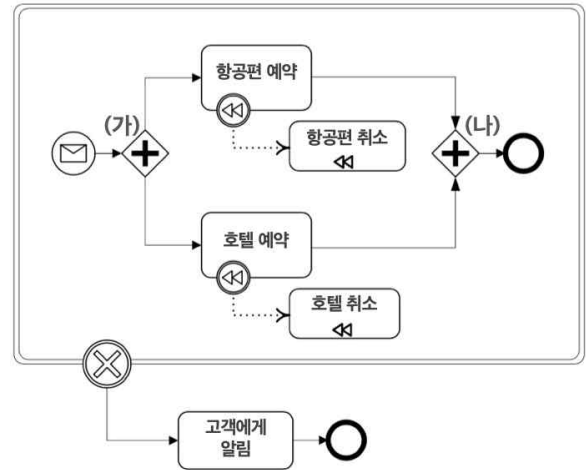 항공편 예약
(가)
(나)
항공편 취소
호텔 예약
호텔 취소
고객에게
알림